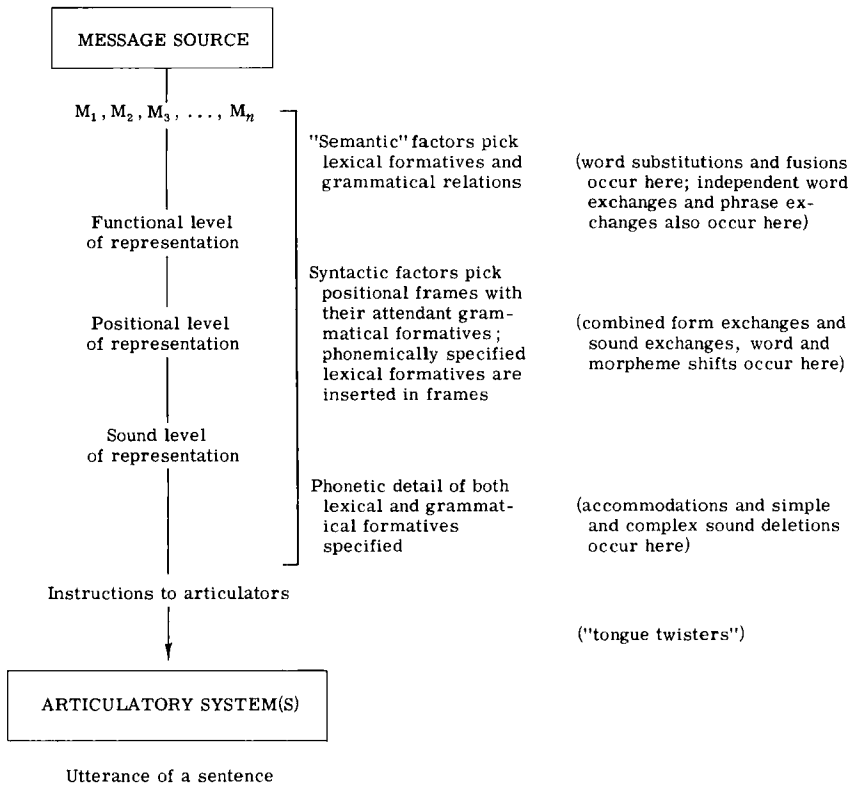 MESSAGE SOURCE
M1, M2, M3, ..., Mn
"Semantic" factors pick
lexical formatives and
grammatical relations
(word substitutions and fusions
occur here; independent word
exchanges and phrase ex-
changes also occur here)
Functional level
of representation
Syntactic factors pick
positional frames with
their attendant gram-
matical formatives;
phonemically specified
lexical formatives are
inserted in frames
Positional level
of representation
(combined form exchanges and
sound exchanges, word and
morpheme shifts occur here)
Sound level
of representation
Phonetic detail of both
lexical and grammat-
ical formatives
specified
(accommodations and simple
and complex sound deletions
occur here)
Instructions to articulators
("tongue twisters")
ARTICULATORY SYSTEM(S)
Utterance of a sentence